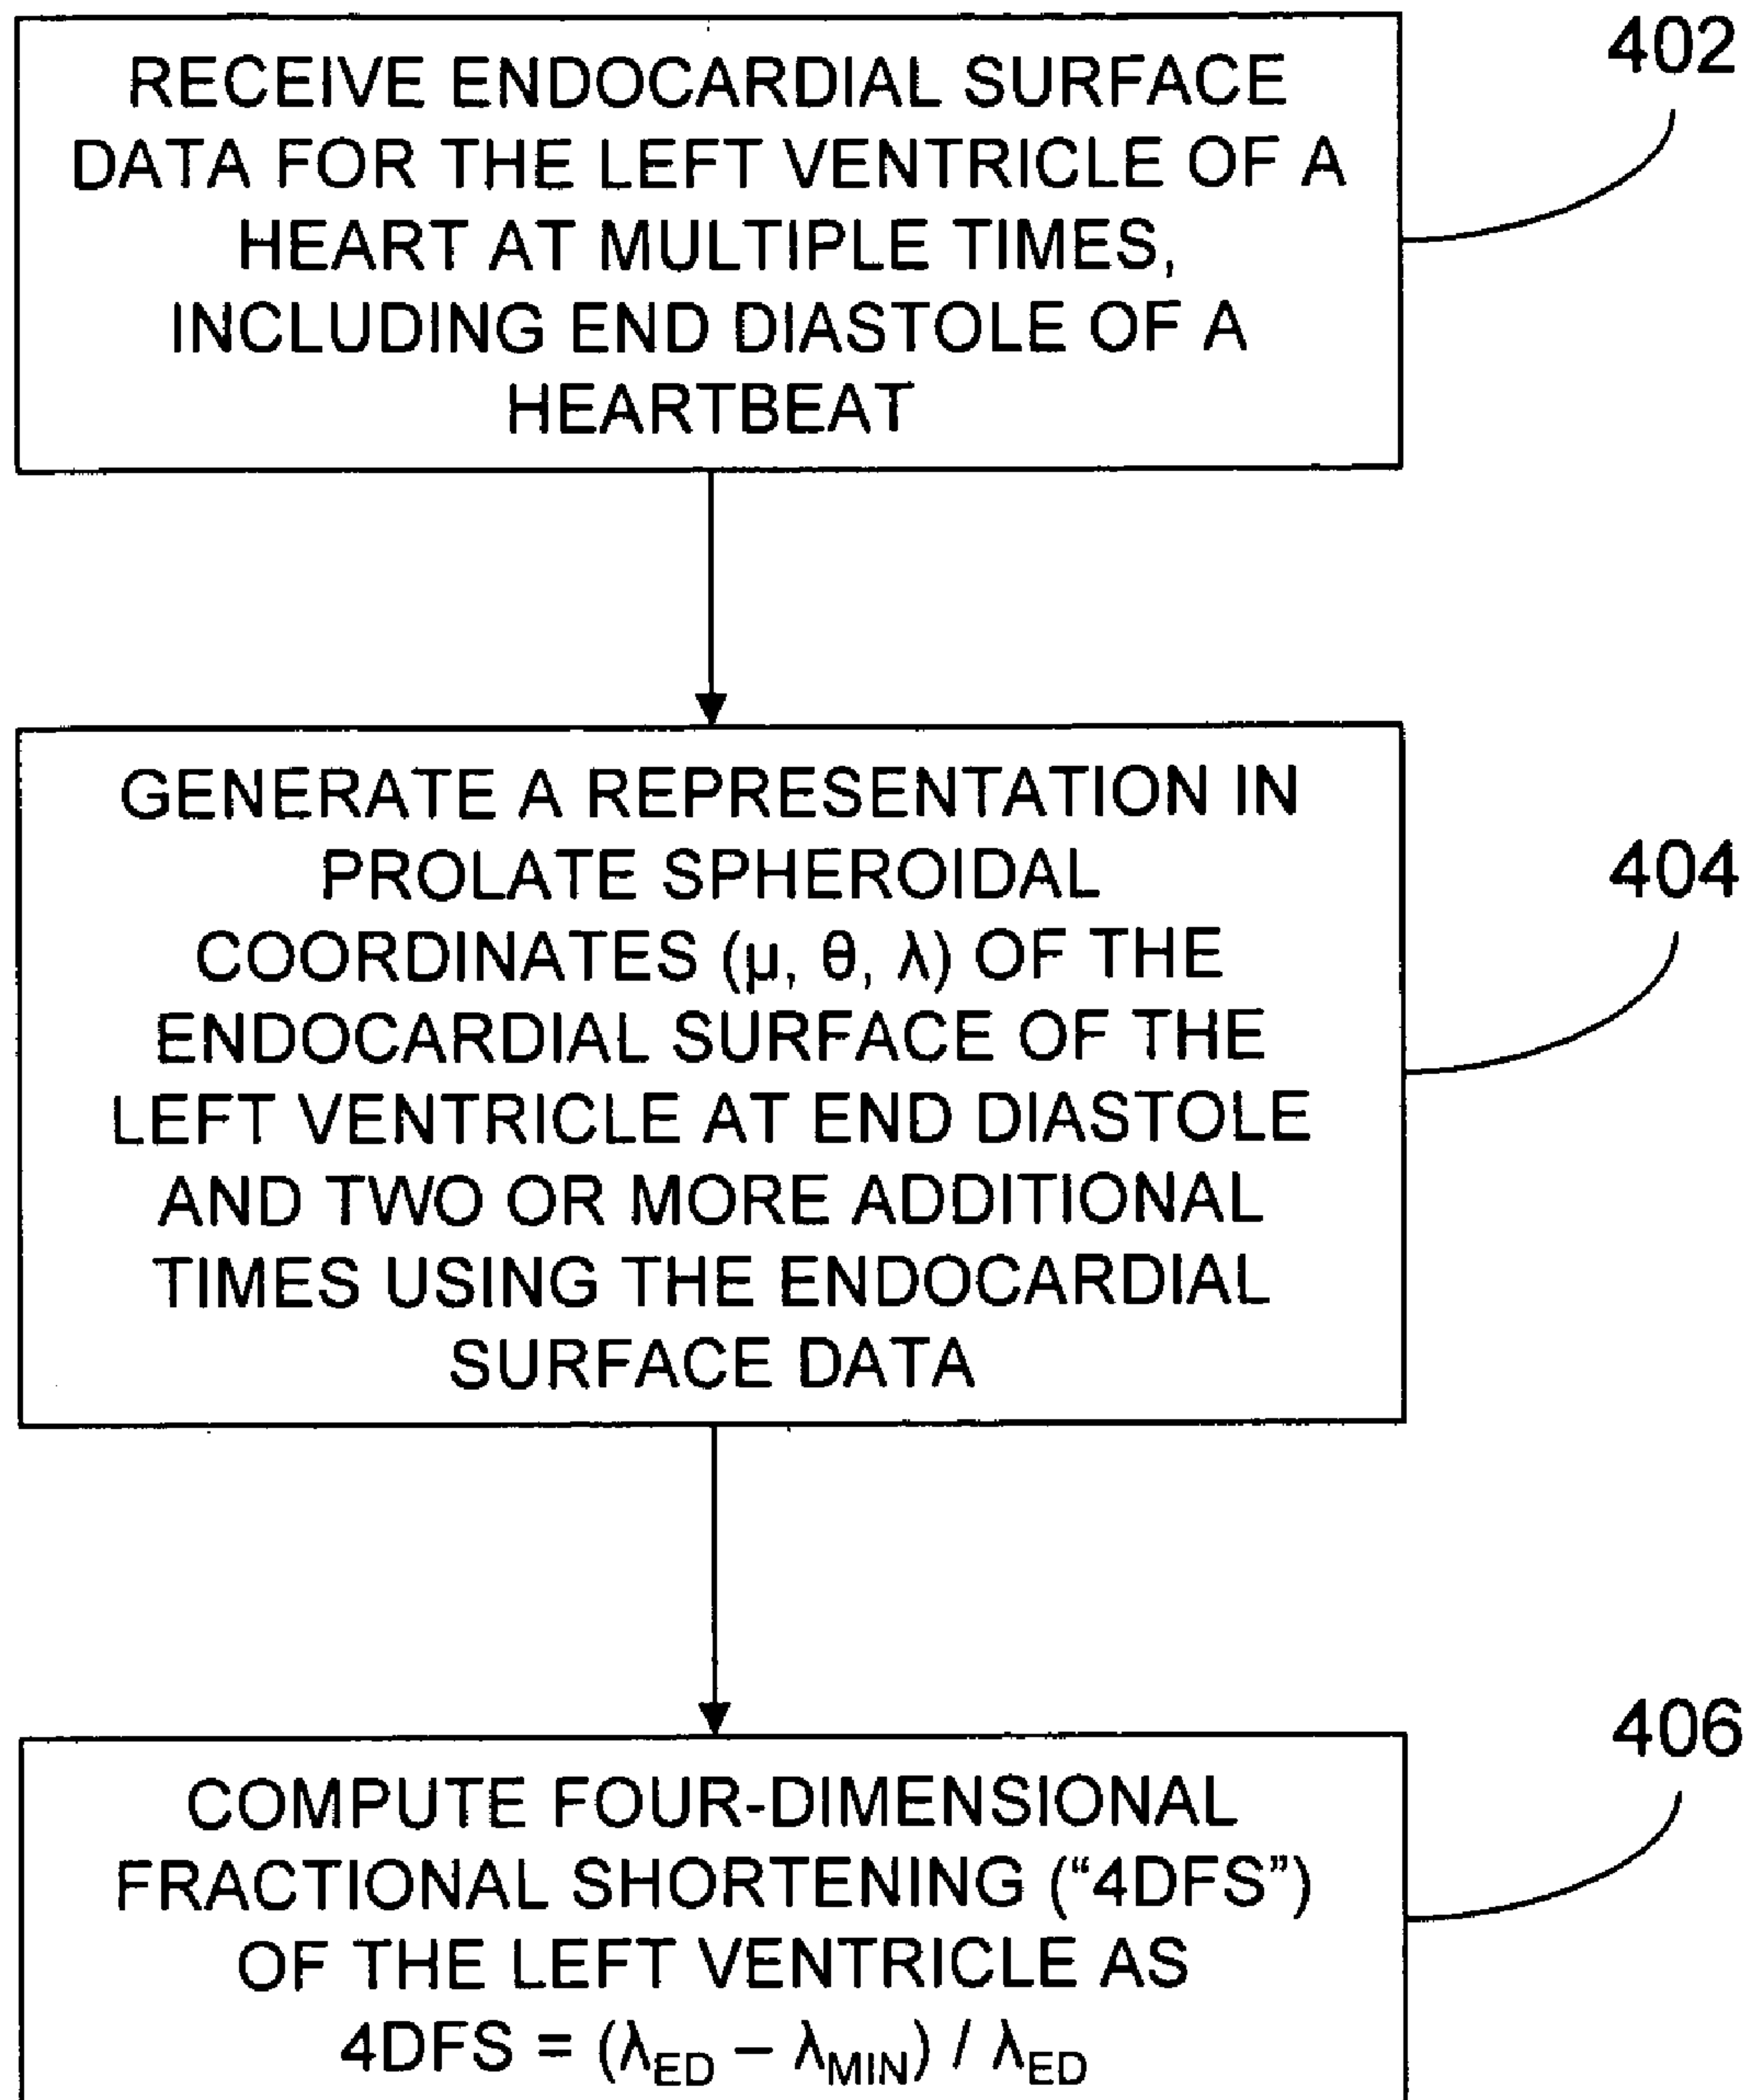 402
RECEIVE ENDOCARDIAL SURFACE
DATA FOR THE LEFT VENTRICLE OF A
HEART AT MULTIPLE TIMES,
INCLUDING END DIASTOLE OF A
HEARTBEAT
404
GENERATE A REPRESENTATION IN
PROLATE SPHEROIDAL
COORDINATES (μ, θ, λ) OF THE
ENDOCARDIAL SURFACE OF THE
LEFT VENTRICLE AT END DIASTOLE
AND TWO OR MORE ADDITIONAL
TIMES USING THE ENDOCARDIAL
SURFACE DATA
406
COMPUTE FOUR-DIMENSIONAL
FRACTIONAL SHORTENING (“4DFS”)
OF THE LEFT VENTRICLE AS
4DFS = (λED – λMIN) / λED